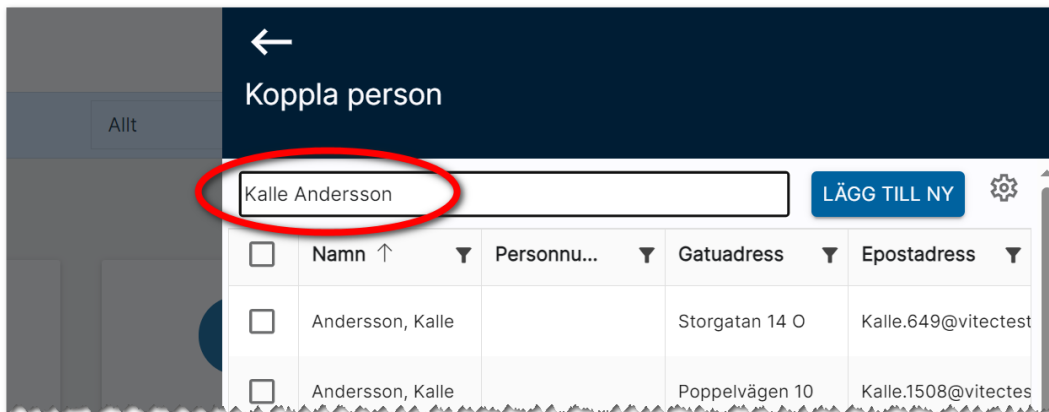 Koppla person
Allt
Kalle Andersson
LÄGG TILL NY
Namn ↑ Personnu... Gatuadress Epostadress
Andersson, Kalle Storgatan 14 O Kalle.649@vitectest
Andersson, Kalle Poppelvägen 10 Kalle.1508@vitectes